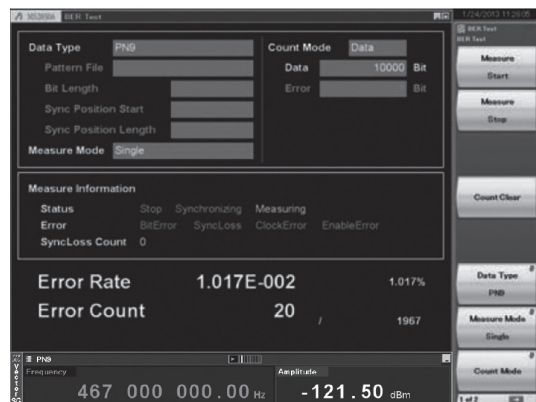 MS2830A BER Test
1/24/2013 11:28:05
BER Test
BER Test
Data Type PN9
Pattern File
Bit Length
Sync Position Start
Sync Position Length
Measure Mode Single
Count Mode Data
Data 10000 Bit
Error Bit
Measure Information
Status Stop Synchronizing Measuring
Error BitError SyncLoss ClockError EnableError
SyncLoss Count 0
Error Rate 1.017E-002 1.017%
Error Count 20 / 1967
Measure
Start
Measure
Stop
Count Clear
Data Type
PN9
Measure Mode
Single
Count Mode
1 of 2
PN9
Frequency
467 000 000.00 Hz
Amplitude
-121.50 dBm